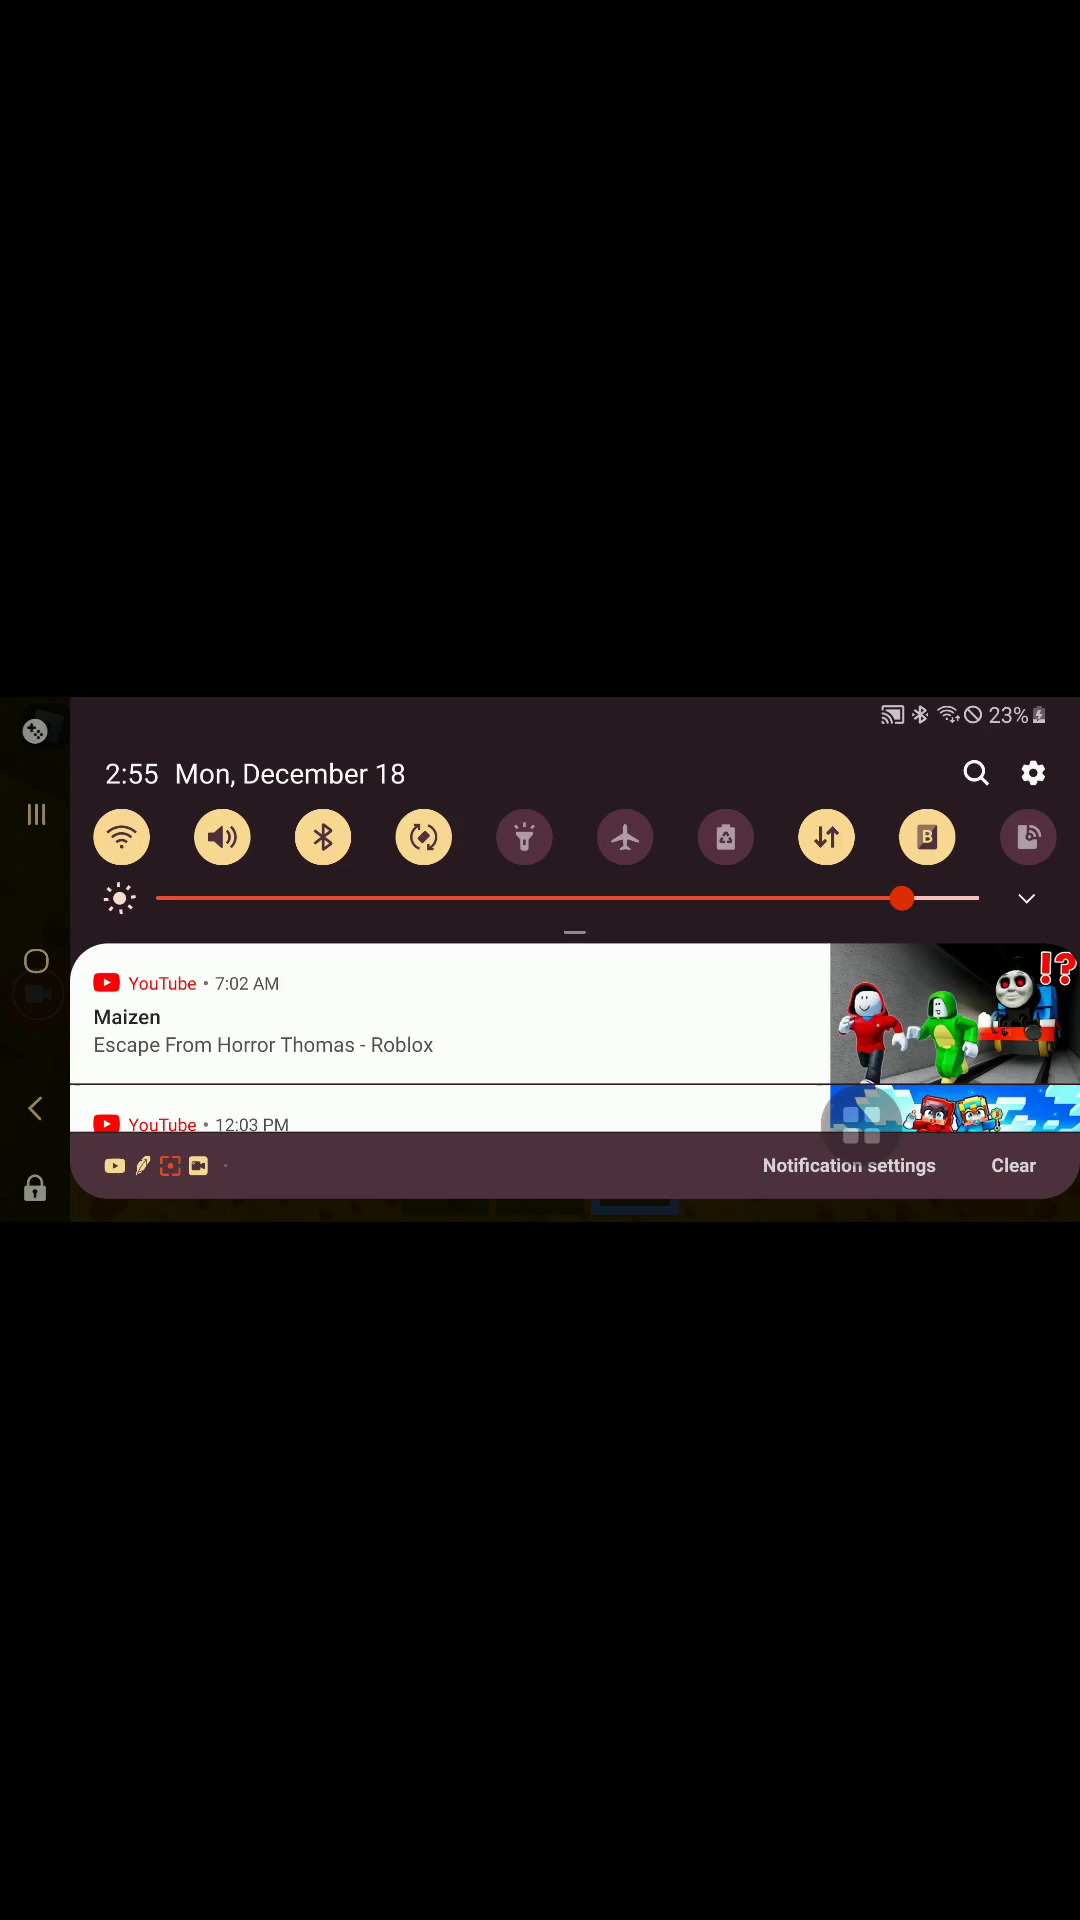 23%
2:55 Mon, December 18
B
YouTube • 7:02 AM
Maizen
Escape From Horror Thomas - Roblox
!?
YouTube • 12:03 PM
Notification settings Clear